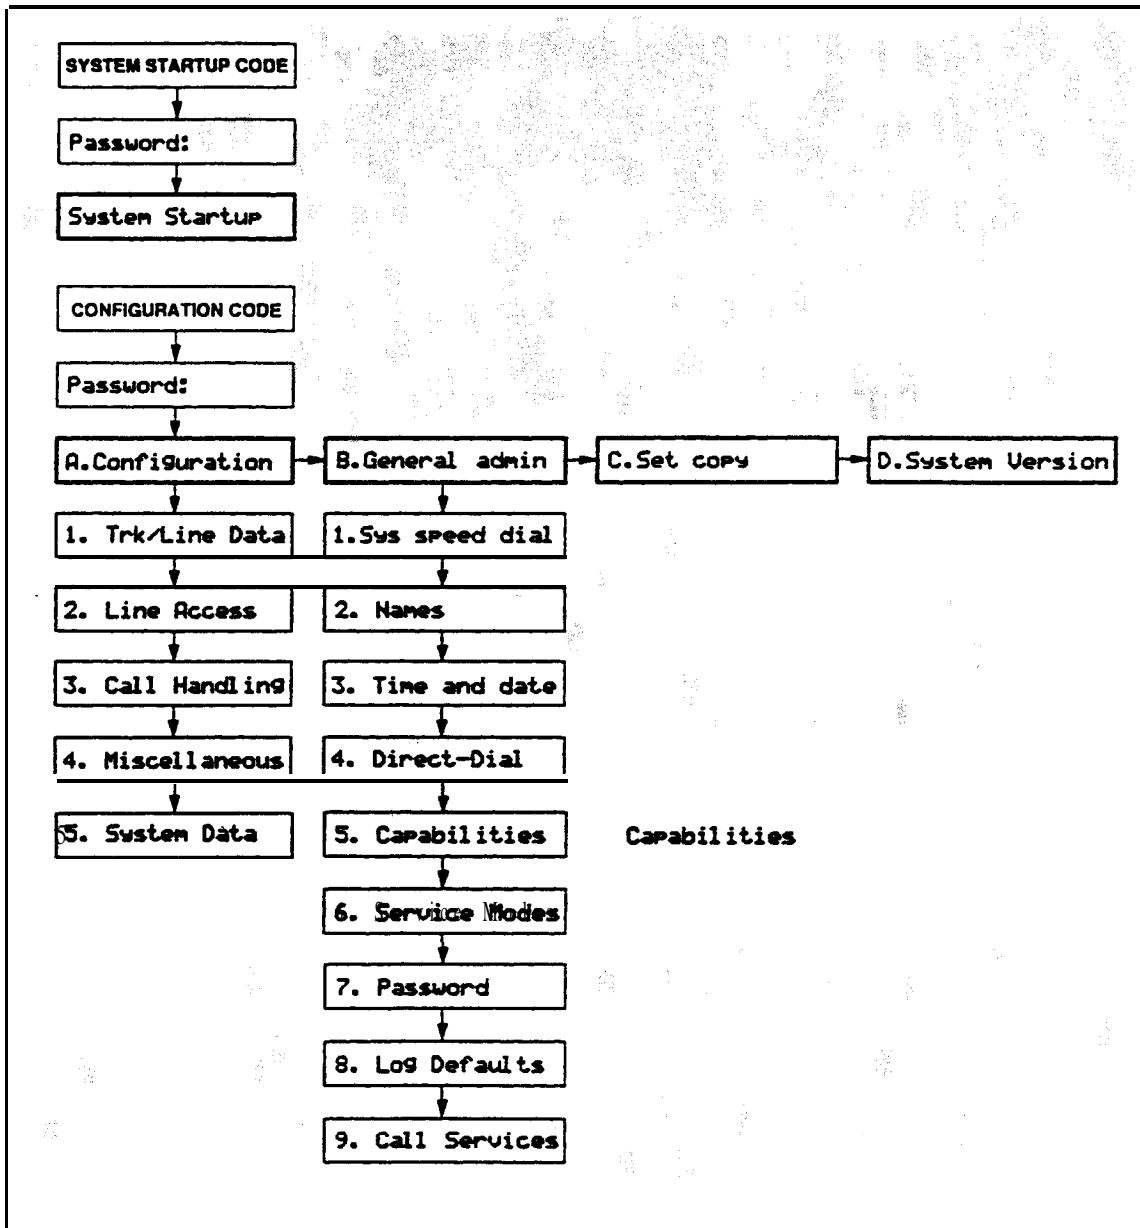 SYSTEM STARTUP CODE
Password:
System Startup
CONFIGURATION CODE
Password:
A.Configuration
B.General admin
C.Set copy
D.System Version
1. Trk/Line Data
1.Sys speed dial
2. Line Access
2. Names
3. Call Handling
3. Time and date
4. Miscellaneous
4. Direct-Dial
5. System Data
5. Capabilities
Capabilities
6. Service Modes
7. Password
8. Log Defaults
9. Call Services